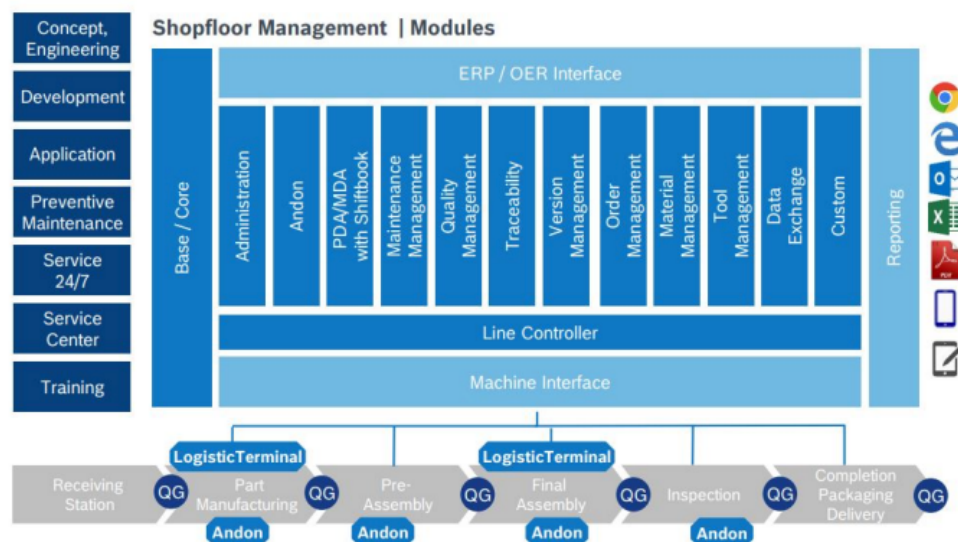 Shopfloor Management | Modules
Concept,
Engineering
Development
Application
Preventive
Maintenance
Service
24/7
Service
Center
Training
Base / Core
ERP / OER Interface
Administration
Andon
PDA/MDA
with Shiftbook
Maintenance
Management
Quality
Management
Traceability
Version
Management
Order
Management
Material
Management
Tool
Management
Data
Exchange
Custom
Line Controller
Machine Interface
Reporting
PDF
LogisticTerminal
LogisticTerminal
Receiving
Station
QG
Part
Manufacturing
QG
Pre-
Assembly
QG
Final
Assembly
QG
Inspection
QG
Completion
Packaging
Delivery
QG
Andon
Andon
Andon
Andon